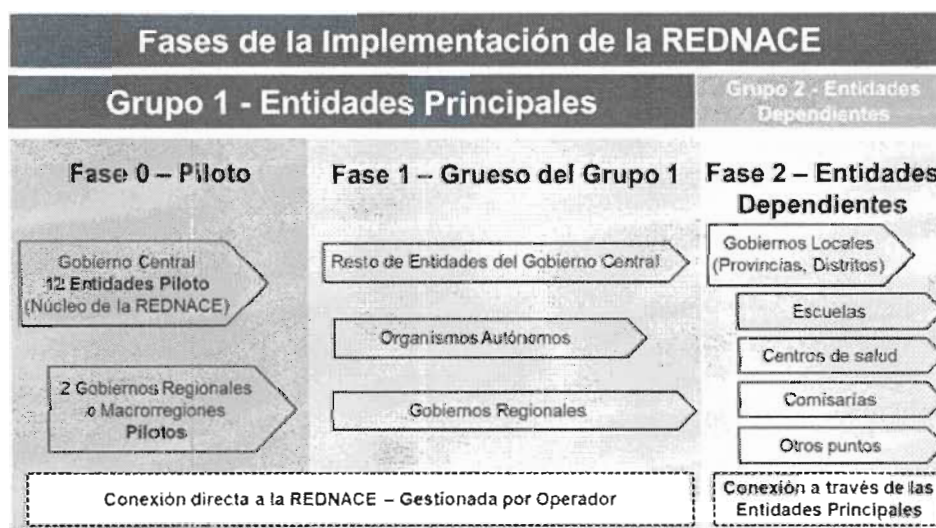 Fases de la Implementación de la REDNACE
Grupo 1 - Entidades Principales
Grupo 2 - Entidades
Dependientes
Fase 0 – Piloto
Gobierno Central
12 Entidades Piloto
(Núcleo de la REDNACE)
2 Gobiernos Regionales
o Macrorregiones
Pilotos
Fase 1 – Grueso del Grupo 1
Resto de Entidades del Gobierno Central
Organismos Autónomos
Gobiernos Regionales
Fase 2 – Entidades
Dependientes
Gobiernos Locales
(Provincias, Distritos)
Escuelas
Centros de salud
Comisarías
Otros puntos
Conexión directa a la REDNACE – Gestionada por Operador
Conexión a través de las
Entidades Principales